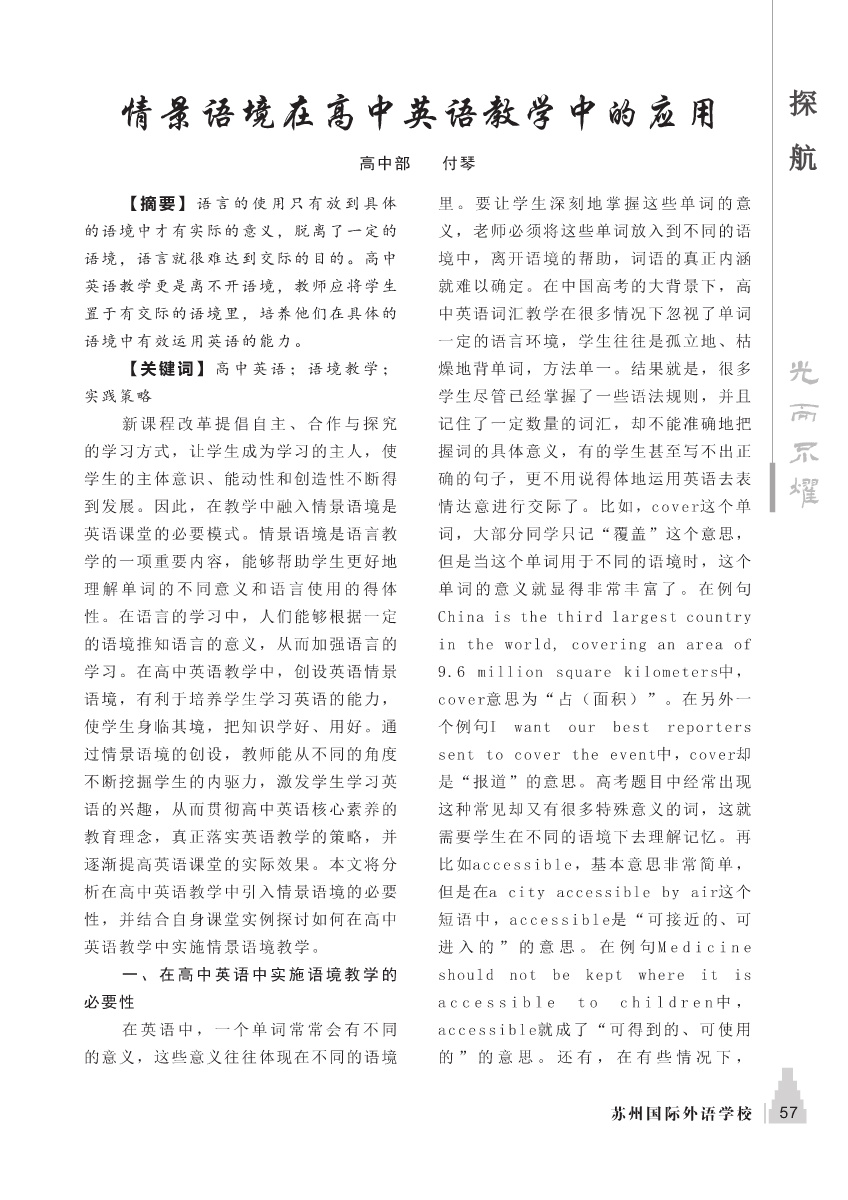 情景语境在高中英语教学中的应用
高中部 付琴
【摘要】语言的使用只有放到具体
的语境中才有实际的意义，脱离了一定的
语境，语言就很难达到交际的目的。高中
英语教学更是离不开语境，教师应将学生
置于有交际的语境里，培养他们在具体的
语境中有效运用英语的能力。
【关键词】高中英语；语境教学；
实践策略
新课程改革提倡自主、合作与探究
的学习方式，让学生成为学习的主人，使
学生的主体意识、能动性和创造性不断得
到发展。因此，在教学中融入情景语境是
英语课堂的必要模式。情景语境是语言教
学的一项重要内容，能够帮助学生更好地
理解单词的不同意义和语言使用的得体
性。在语言的学习中，人们能够根据一定
的语境推知语言的意义，从而加强语言的
学习。在高中英语教学中，创设英语情景
语境，有利于培养学生学习英语的能力，
使学生身临其境，把知识学好、用好。通
过情景语境的创设，教师能从不同的角度
不断挖掘学生的内驱力，激发学生学习英
语的兴趣，从而贯彻高中英语核心素养的
教育理念，真正落实英语教学的策略，并
逐渐提高英语课堂的实际效果。本文将分
析在高中英语教学中引入情景语境的必要
性，并结合自身课堂实例探讨如何在高中
英语教学中实施情景语境教学。
一、在高中英语中实施语境教学的
必要性
在英语中，一个单词常常会有不同
的意义，这些意义往往体现在不同的语境
里。要让学生深刻地掌握这些单词的意
义，老师必须将这些单词放入到不同的语
境中，离开语境的帮助，词语的真正内涵
就难以确定。在中国高考的大背景下，高
中英语词汇教学在很多情况下忽视了单词
一定的语言环境，学生往往是孤立地、枯
燥地背单词，方法单一。结果就是，很多
学生尽管已经掌握了一些语法规则，并且
记住了一定数量的词汇，却不能准确地把
握词的具体意义，有的学生甚至写不出正
确的句子，更不用说得体地运用英语去表
情达意进行交际了。比如，cover这个单
词，大部分同学只记“覆盖”这个意思，
但是当这个单词用于不同的语境时，这个
单词的意义就显得非常丰富了。在例句
China is the third largest country
in the world, covering an area of
9.6 million square kilometers中，
cover意思为“占（面积）”。在另外一
个例句I want our best reporters
sent to cover the event中，cover却
是“报道”的意思。高考题目中经常出现
这种常见却又有很多特殊意义的词，这就
需要学生在不同的语境下去理解记忆。再
比如accessible，基本意思非常简单，
但是在a city accessible by air这个
短语中，accessible是“可接近的、可
进入的”的意思。在例句Medicine
should not be kept where it is
accessible to children中，
accessible就成了“可得到的、可使用
的”的意思。还有，在有些情况下，
探航
光而不耀
苏州国际外语学校 57